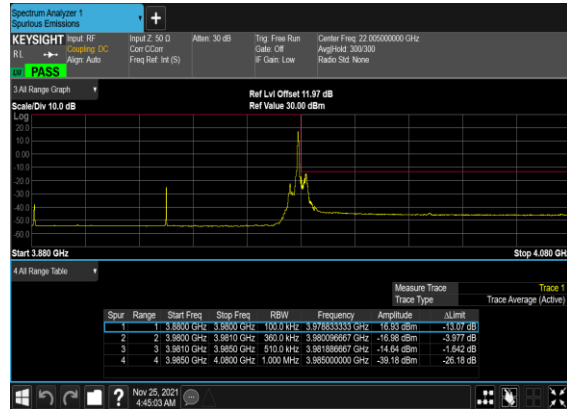 Spectrum Analyzer 1
Spurious Emissions
KEYSIGHT Input: RF Input Z: 50 Ω Atten: 30 dB Trig: Free Run Center Freq: 22.005000000 GHz
Coupling: DC Corr CCorr Gate: Off Avg|Hold: 300/300
RL Align: Auto Freq Ref: Int (S) IF Gain: Low Radio Std: None
LXI PASS
3 All Range Graph
Ref Lvl Offset 11.97 dB
Scale/Div 10.0 dB Ref Value 30.00 dBm
Log
20.0
10.0
0.00
-10.0
-20.0
-30.0
-40.0
-50.0
-60.0
Start 3.880 GHz Stop 4.080 GH
4 All Range Table
Measure Trace Trace 1
Trace Type Trace Average (Active)
Spur Range Start Freq Stop Freq RBW Frequency Amplitude ΔLimit
1 1 3.8800 GHz 3.9800 GHz 100.0 kHz 3.978833333 GHz 16.93 dBm -13.07 dB
2 2 3.9800 GHz 3.9810 GHz 360.0 kHz 3.980096667 GHz -16.98 dBm -3.977 dB
3 3 3.9810 GHz 3.9850 GHz 510.0 kHz 3.981886667 GHz -14.64 dBm -1.642 dB
4 4 3.9850 GHz 4.0800 GHz 1.000 MHz 3.985000000 GHz -39.18 dBm -26.18 dB
? Nov 25, 2021
4:45:03 AM